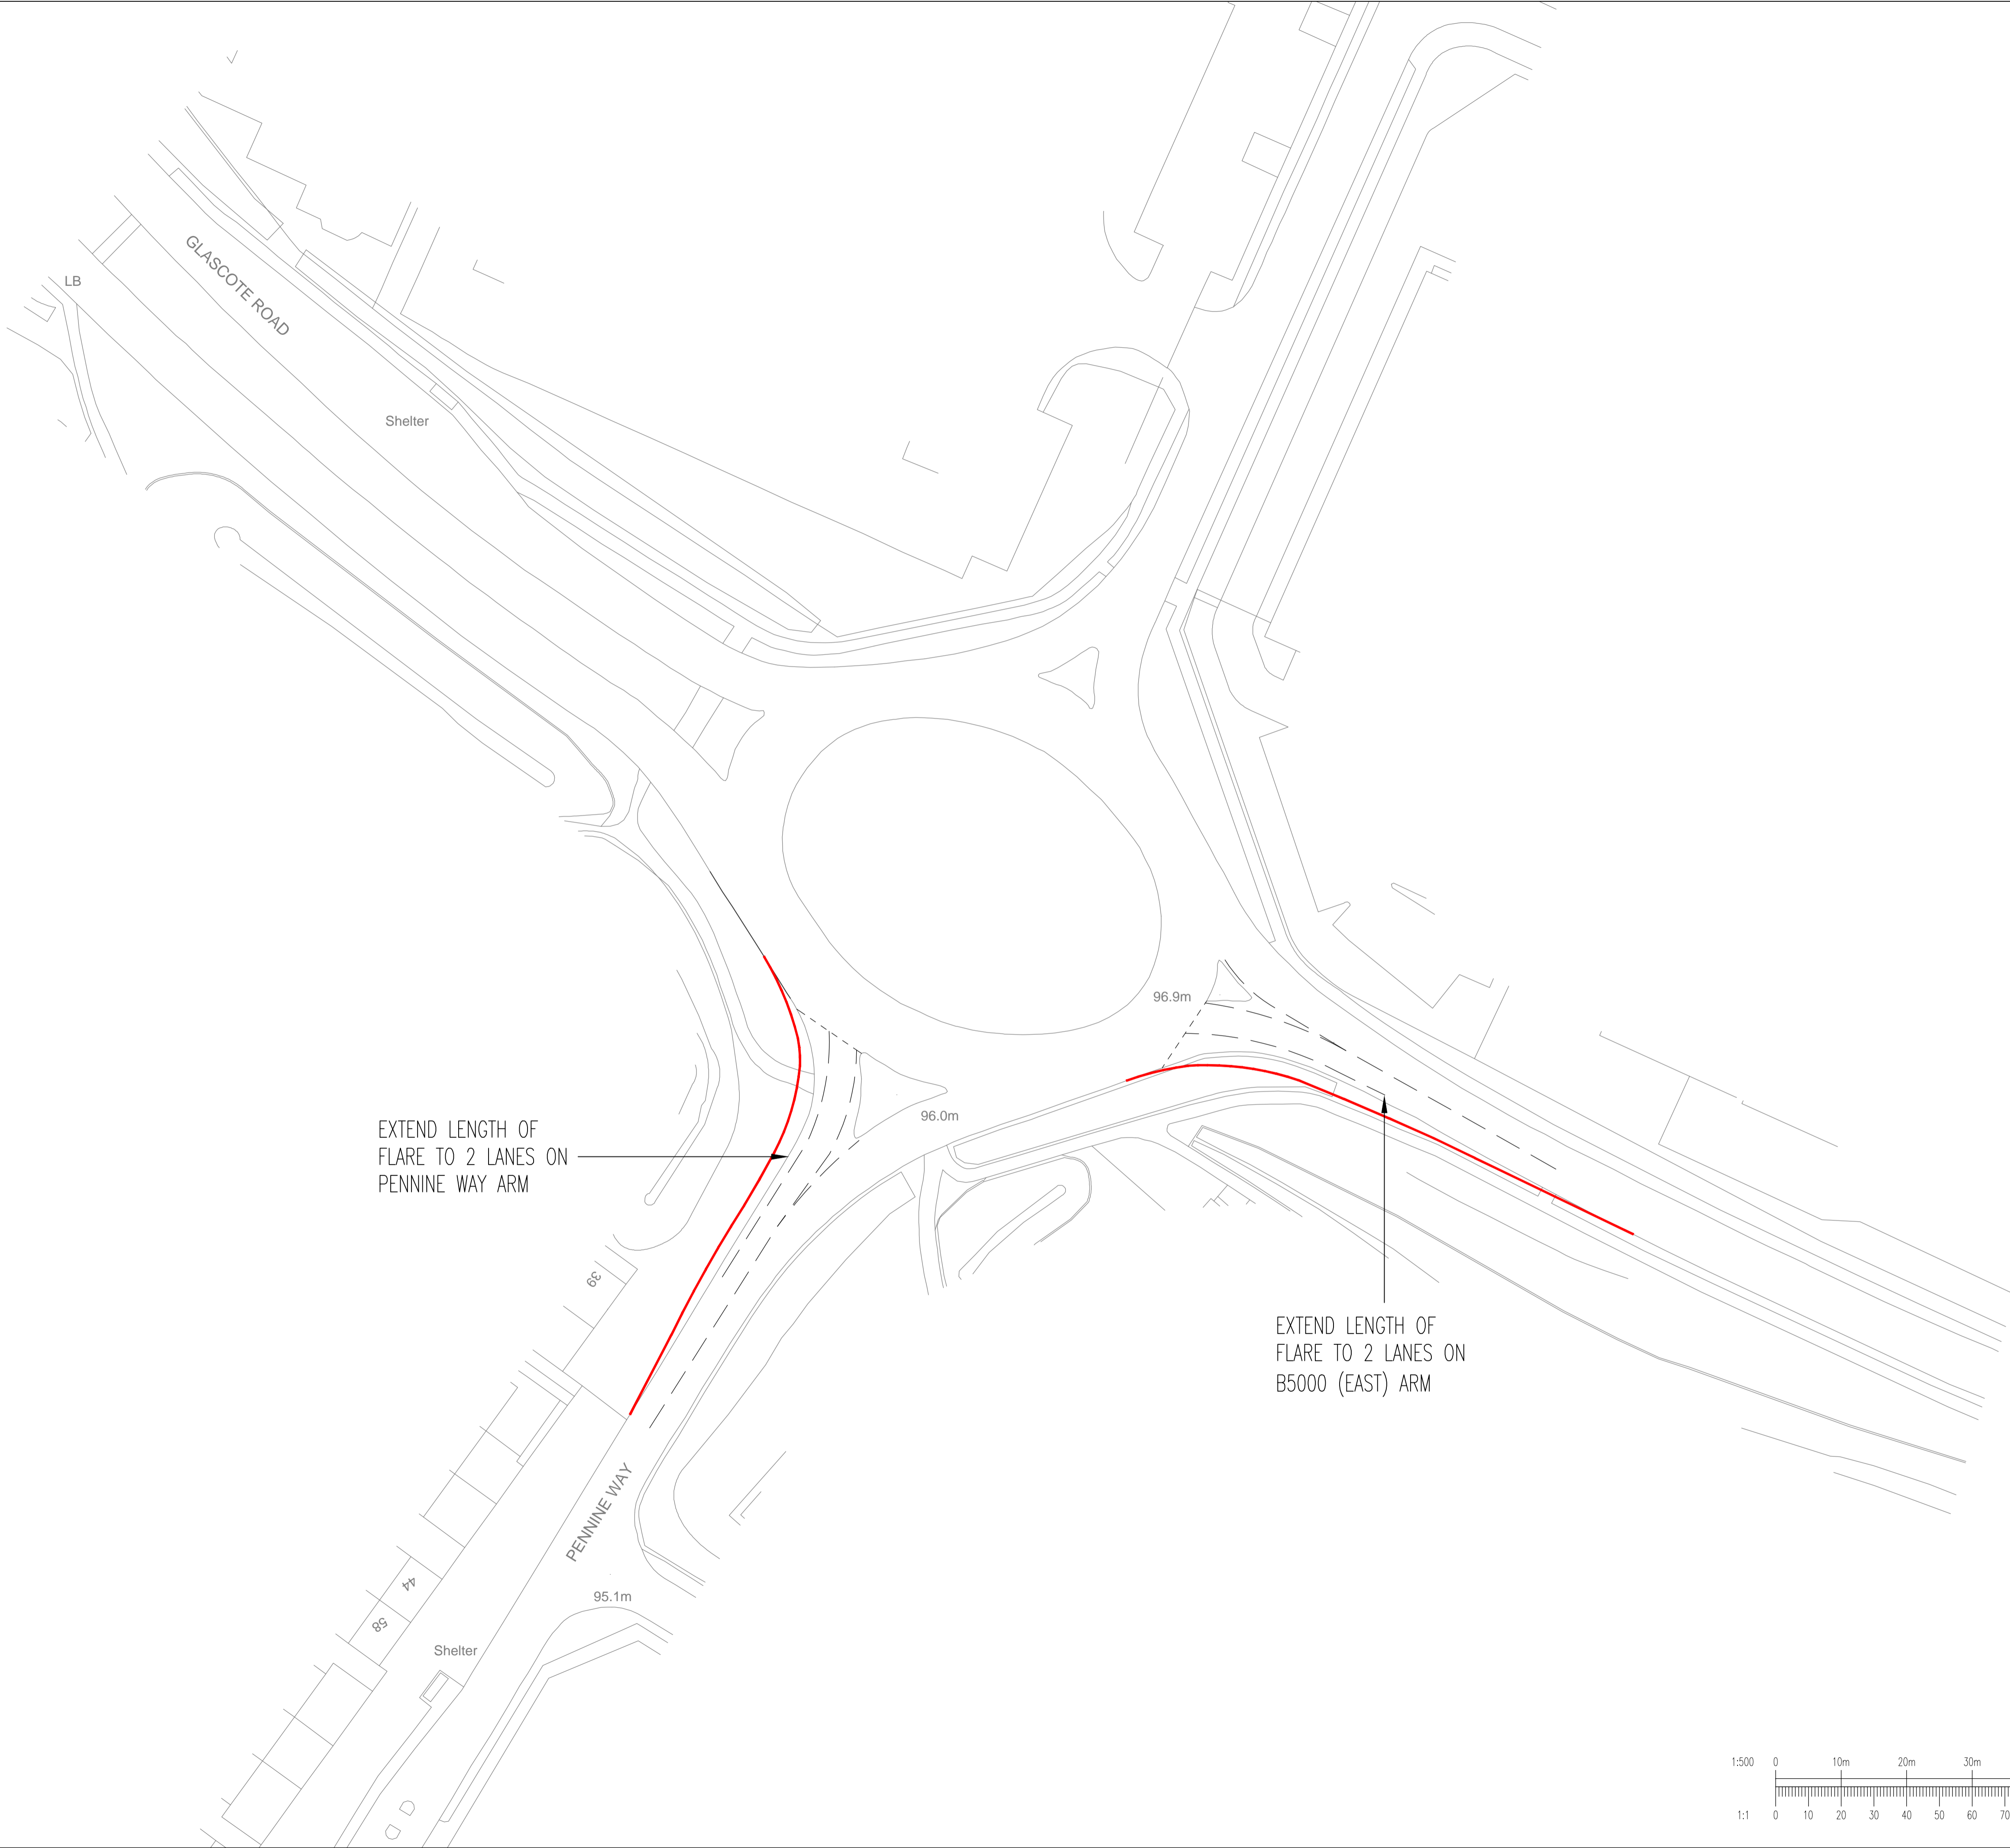 GLASCOTE ROAD
LB
Shelter
96.9m
96.0m
EXTEND LENGTH OF
FLARE TO 2 LANES ON
PENNINE WAY ARM
39
EXTEND LENGTH OF
FLARE TO 2 LANES ON
B5000 (EAST) ARM
PENNINE WAY
44
58
95.1m
Shelter
1:500 0 10m 20m 30m
1:1 0 10 20 30 40 50 60 70